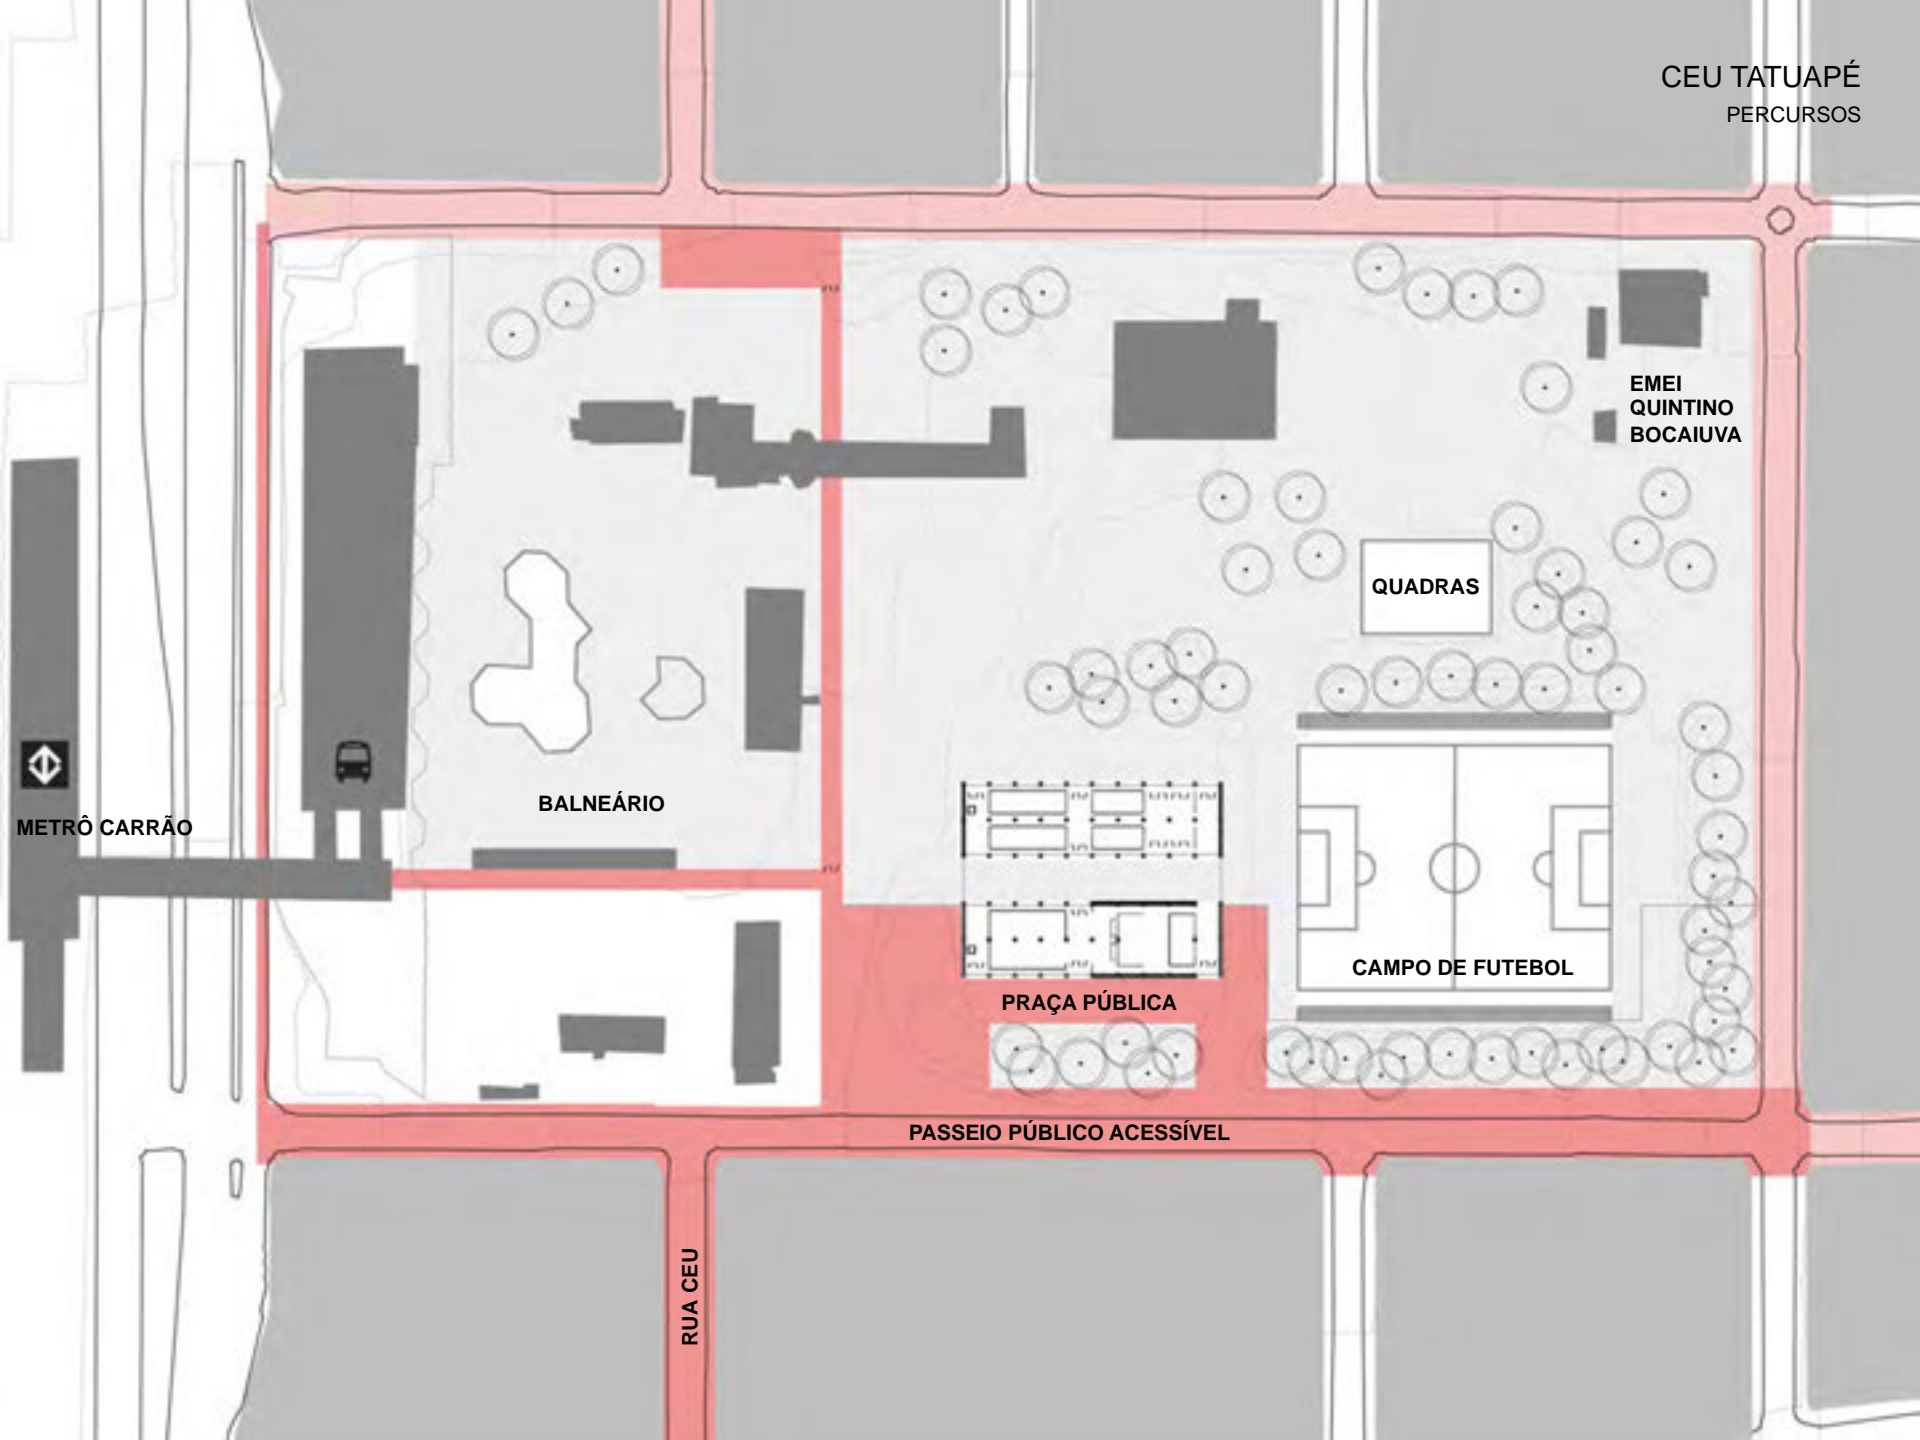 CEU TATUAPÉ
PERCURSOS
EMEI
QUINTINO
BOCAIUVA
QUADRAS
BALNEÁRIO
METRÔ CARRÃO
CAMPO DE FUTEBOL
PRAÇA PÚBLICA
PASSEIO PÚBLICO ACESSÍVEL
RUA CEU